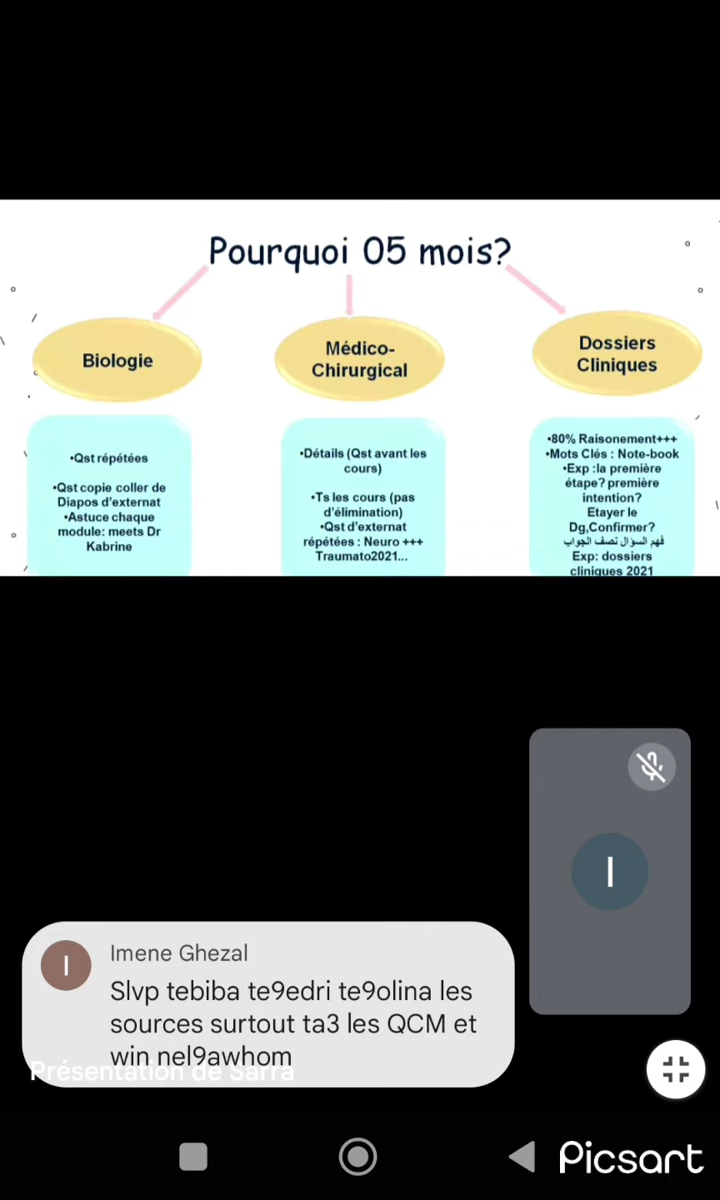 Pourquoi 05 mois?
Biologie
•Qst répétées
•Qst copie coller de
Diapos d'externat
•Astuce chaque
module: meets Dr
Kabrine
Médico-
Chirurgical
•Détails (Qst avant les
cours)
•Ts les cours (pas
d'élimination)
•Qst d'externat
répétées : Neuro +++
Traumato2021...
Dossiers
Cliniques
•80% Raisonement+++
•Mots Clés : Note-book
•Exp :la première
étape? première
intention?
Etayer le
Dg,Confirmer?
فهم السؤال نصف الجواب
Exp: dossiers
cliniques 2021
I
I
Imene Ghezal
Slvp tebiba te9edri te9olina les
sources surtout ta3 les QCM et
win nel9awhom
Présentation de Sarra
Picsart